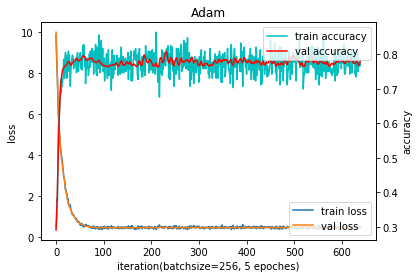 Adam
10
8
6
4
2
0
loss
train accuracy
val accuracy
train loss
val loss
0.8
0.7
0.6
0.5
0.4
0.3
accuracy
0 100 200 300 400 500 600
iteration(batchsize=256, 5 epoches)